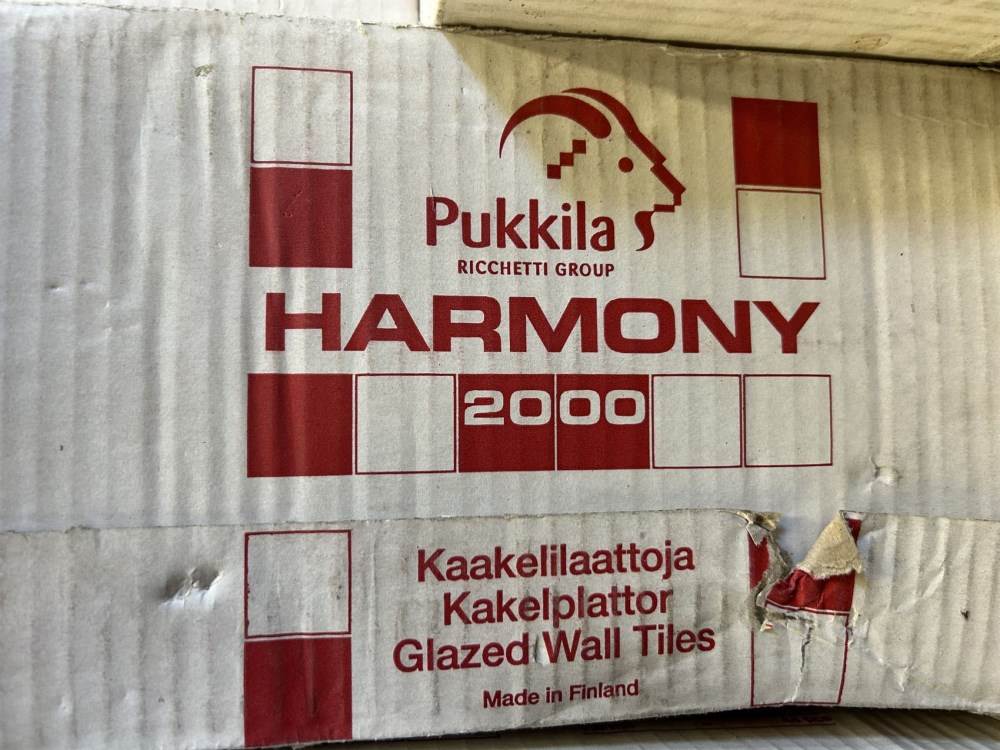 Pukkila
RICCHETTI GROUP
HARMONY
2000
Kaakelilaattoja
Kakelplattor
Glazed Wall Tiles
Made in Finland